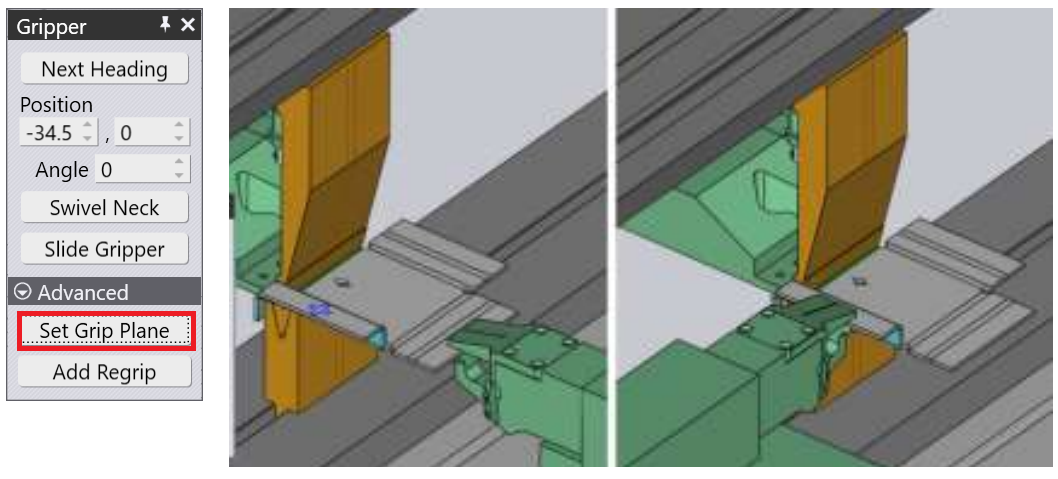 Gripper
Next Heading
Position
-34.5 , 0
Angle 0
Swivel Neck
Slide Gripper
Advanced
Set Grip Plane
Add Regrip